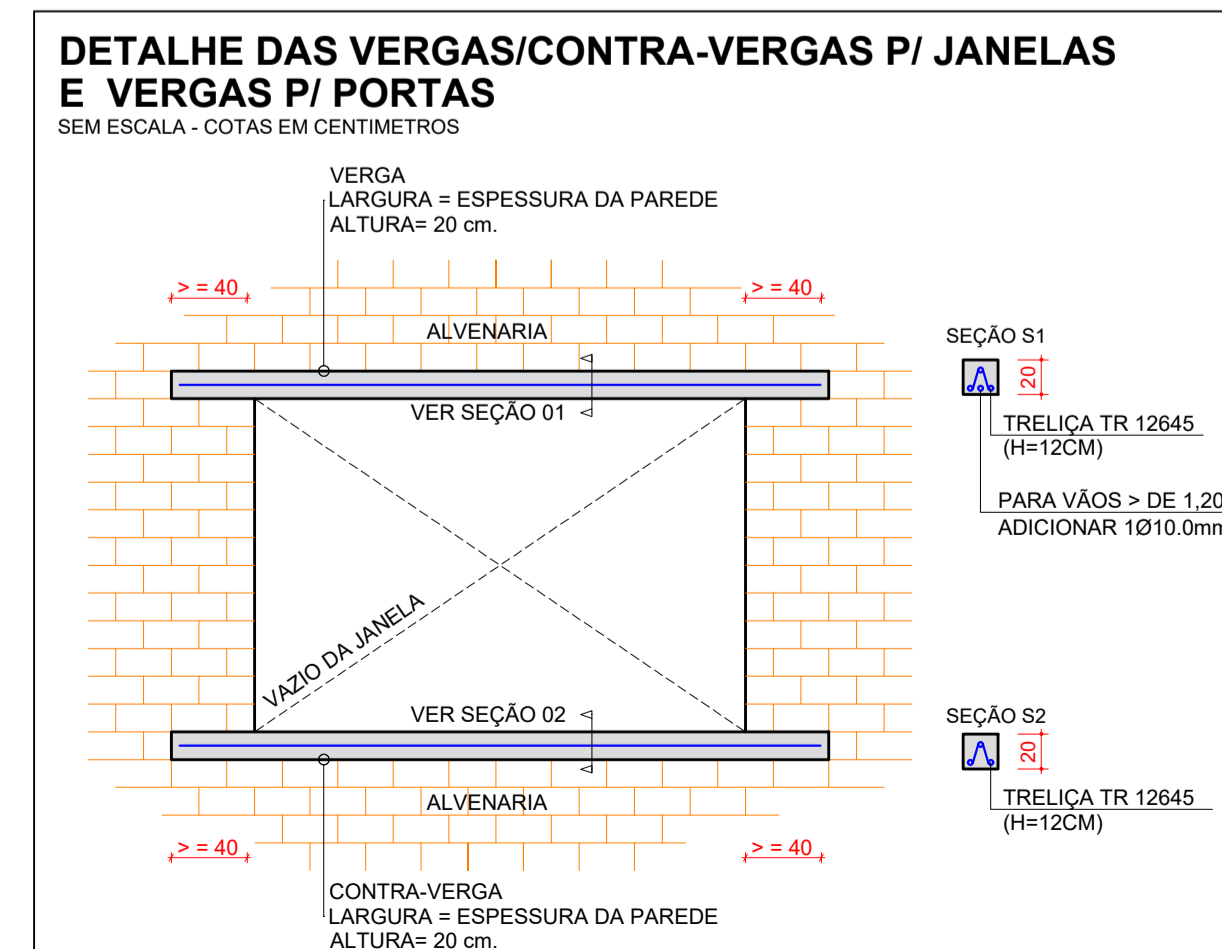 DETALHE DAS VERGAS/CONTRA-VERGAS P/ JANELAS
E VERGAS P/ PORTAS
SEM ESCALA - COTAS EM CENTIMETROS
VERGA
LARGURA = ESPESSURA DA PAREDE
ALTURA= 20 cm.
> = 40
> = 40
ALVENARIA
VER SEÇÃO 01
SEÇÃO S1
20
TRELIÇA TR 12645
(H=12CM)
PARA VÃOS > DE 1,20
ADICIONAR 1Ø10.0mm
VAZIO DA JANELA
VER SEÇÃO 02
SEÇÃO S2
20
TRELIÇA TR 12645
(H=12CM)
ALVENARIA
> = 40
> = 40
CONTRA-VERGA
LARGURA = ESPESSURA DA PAREDE
ALTURA= 20 cm.